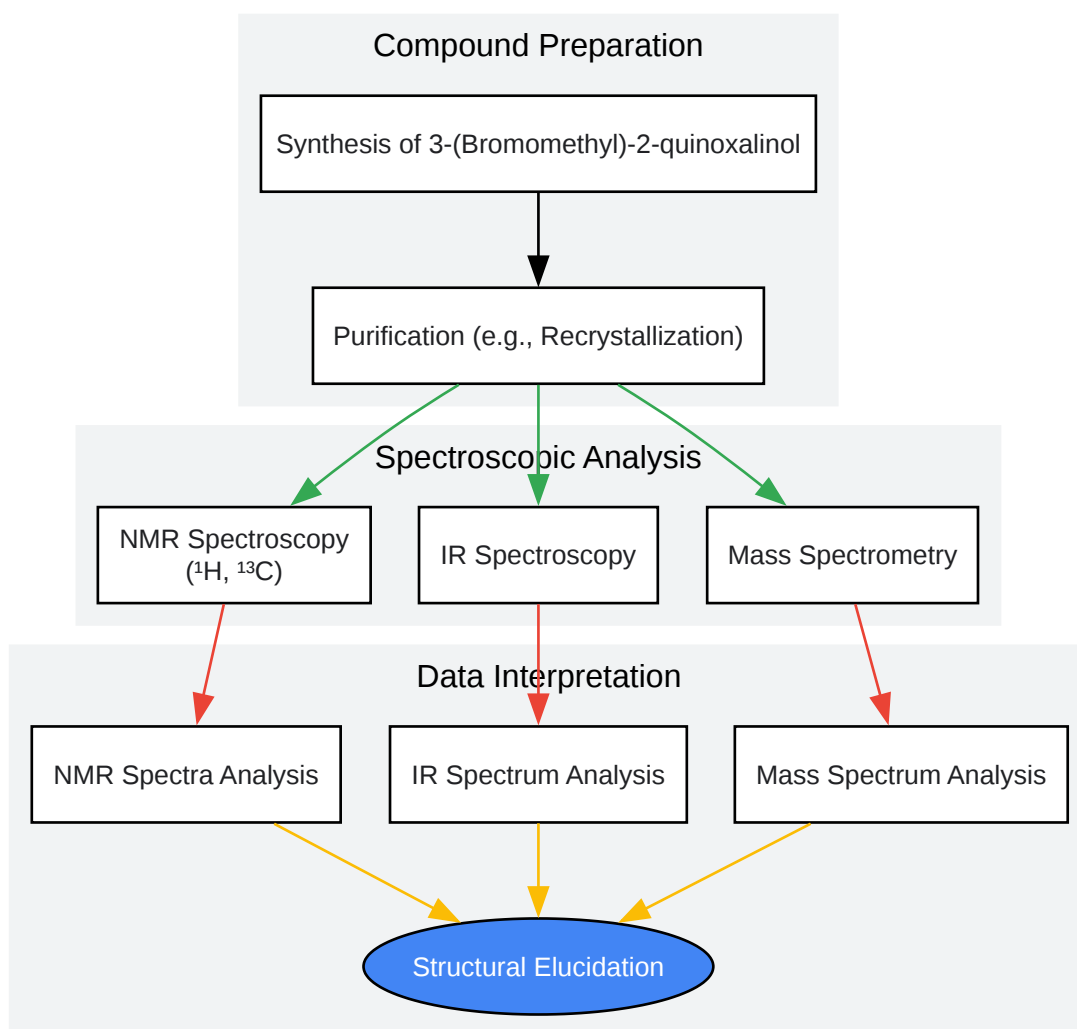 Compound Preparation
Synthesis of 3-(Bromomethyl)-2-quinoxalinol
Purification (e.g., Recrystallization)
Spectroscopic Analysis
NMR Spectroscopy
(¹H, ¹³C)
IR Spectroscopy
Mass Spectrometry
Data Interpretation
NMR Spectra Analysis
IR Spectrum Analysis
Mass Spectrum Analysis
Structural Elucidation